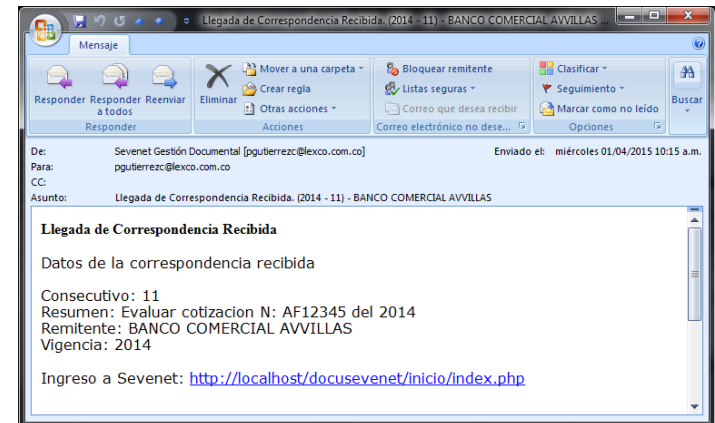 Llegada de Correspondencia Recibida. (2014 - 11) - BANCO COMERCIAL AVVILLAS ...
Mensaje
Responder
Responder a todos
Reenviar
Eliminar
Mover a una carpeta
Crear regla
Otras acciones
Bloquear remitente
Listas seguras
Correo que desea recibir
Clasificar
Seguimiento
Marcar como no leído
Buscar
Responder
Acciones
Correo electrónico no dese...
Opciones
De: Sevenet Gestión Documental [pgutierrezc@lexco.com.co] Enviado el: miércoles 01/04/2015 10:15 a.m.
Para: pgutierrezc@lexco.com.co
CC:
Asunto: Llegada de Correspondencia Recibida. (2014 - 11) - BANCO COMERCIAL AVVILLAS
Llegada de Correspondencia Recibida
Datos de la correspondencia recibida
Consecutivo: 11
Resumen: Evaluar cotizacion N: AF12345 del 2014
Remitente: BANCO COMERCIAL AVVILLAS
Vigencia: 2014
Ingreso a Sevenet: http://localhost/docusevenet/inicio/index.php